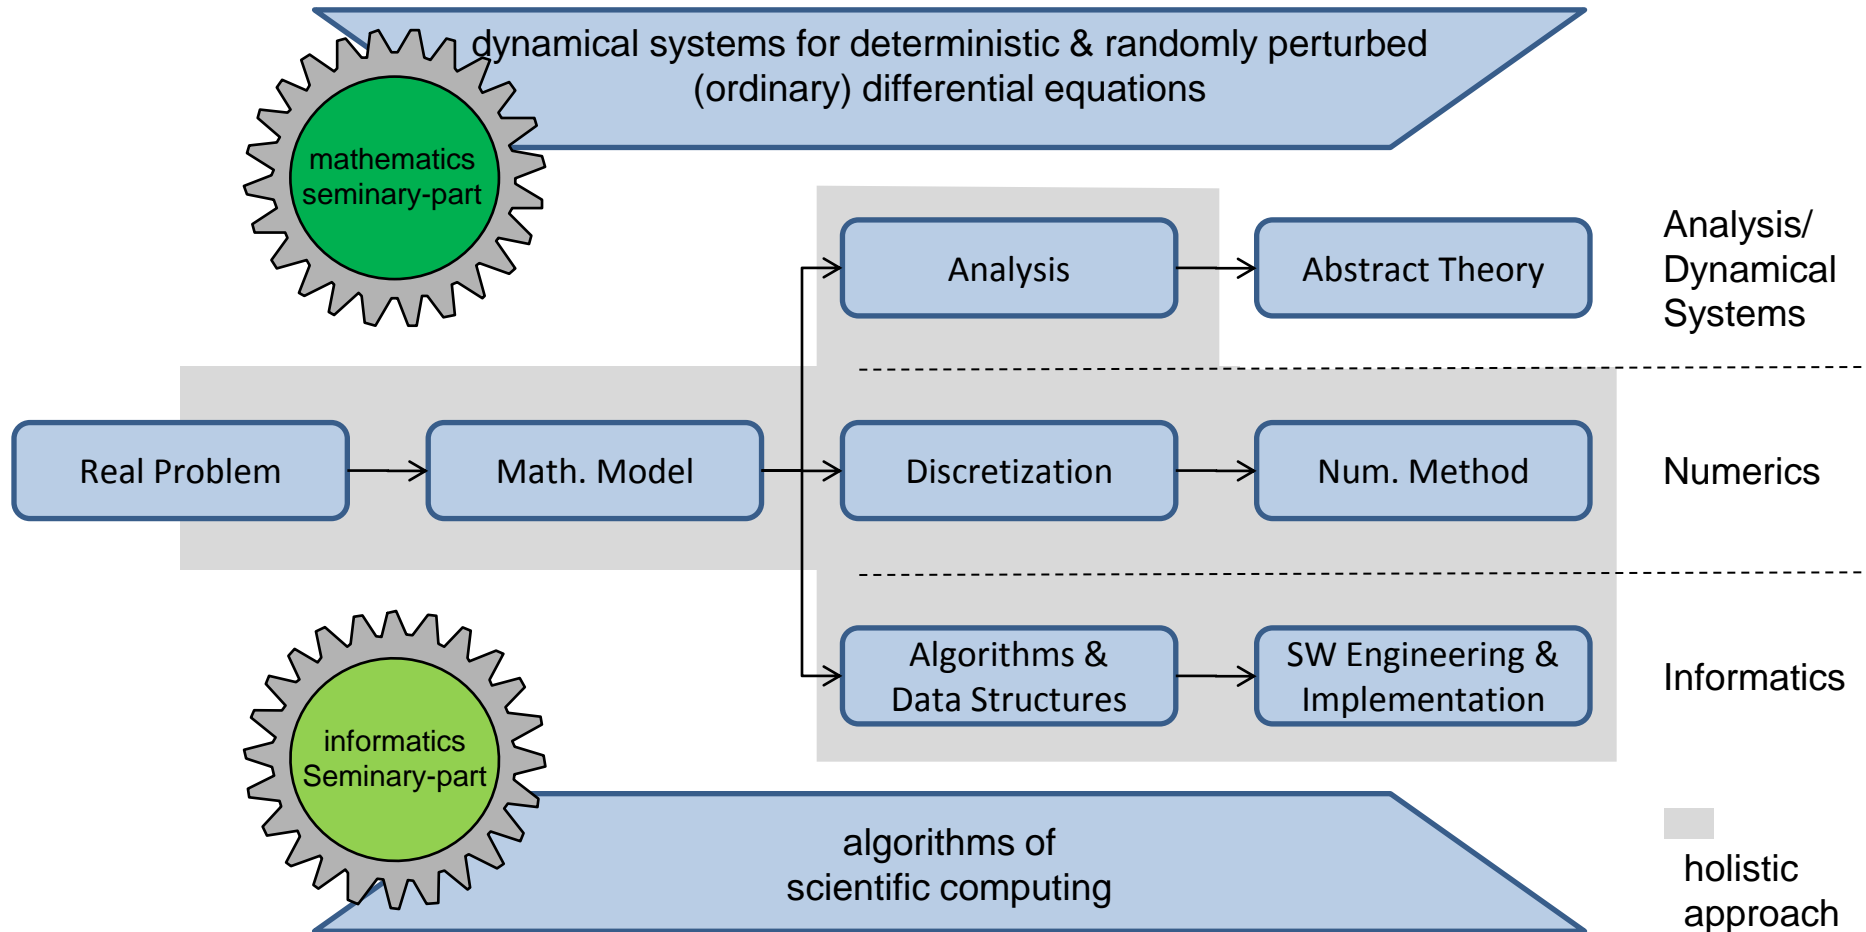 dynamical systems for deterministic & randomly perturbed
(ordinary) differential equations
mathematics
seminary-part
Analysis
Abstract Theory
Analysis/
Dynamical
Systems
Real Problem
Math. Model
Discretization
Num. Method
Numerics
Algorithms &
Data Structures
SW Engineering &
Implementation
Informatics
informatics
Seminary-part
algorithms of
scientific computing
holistic
approach